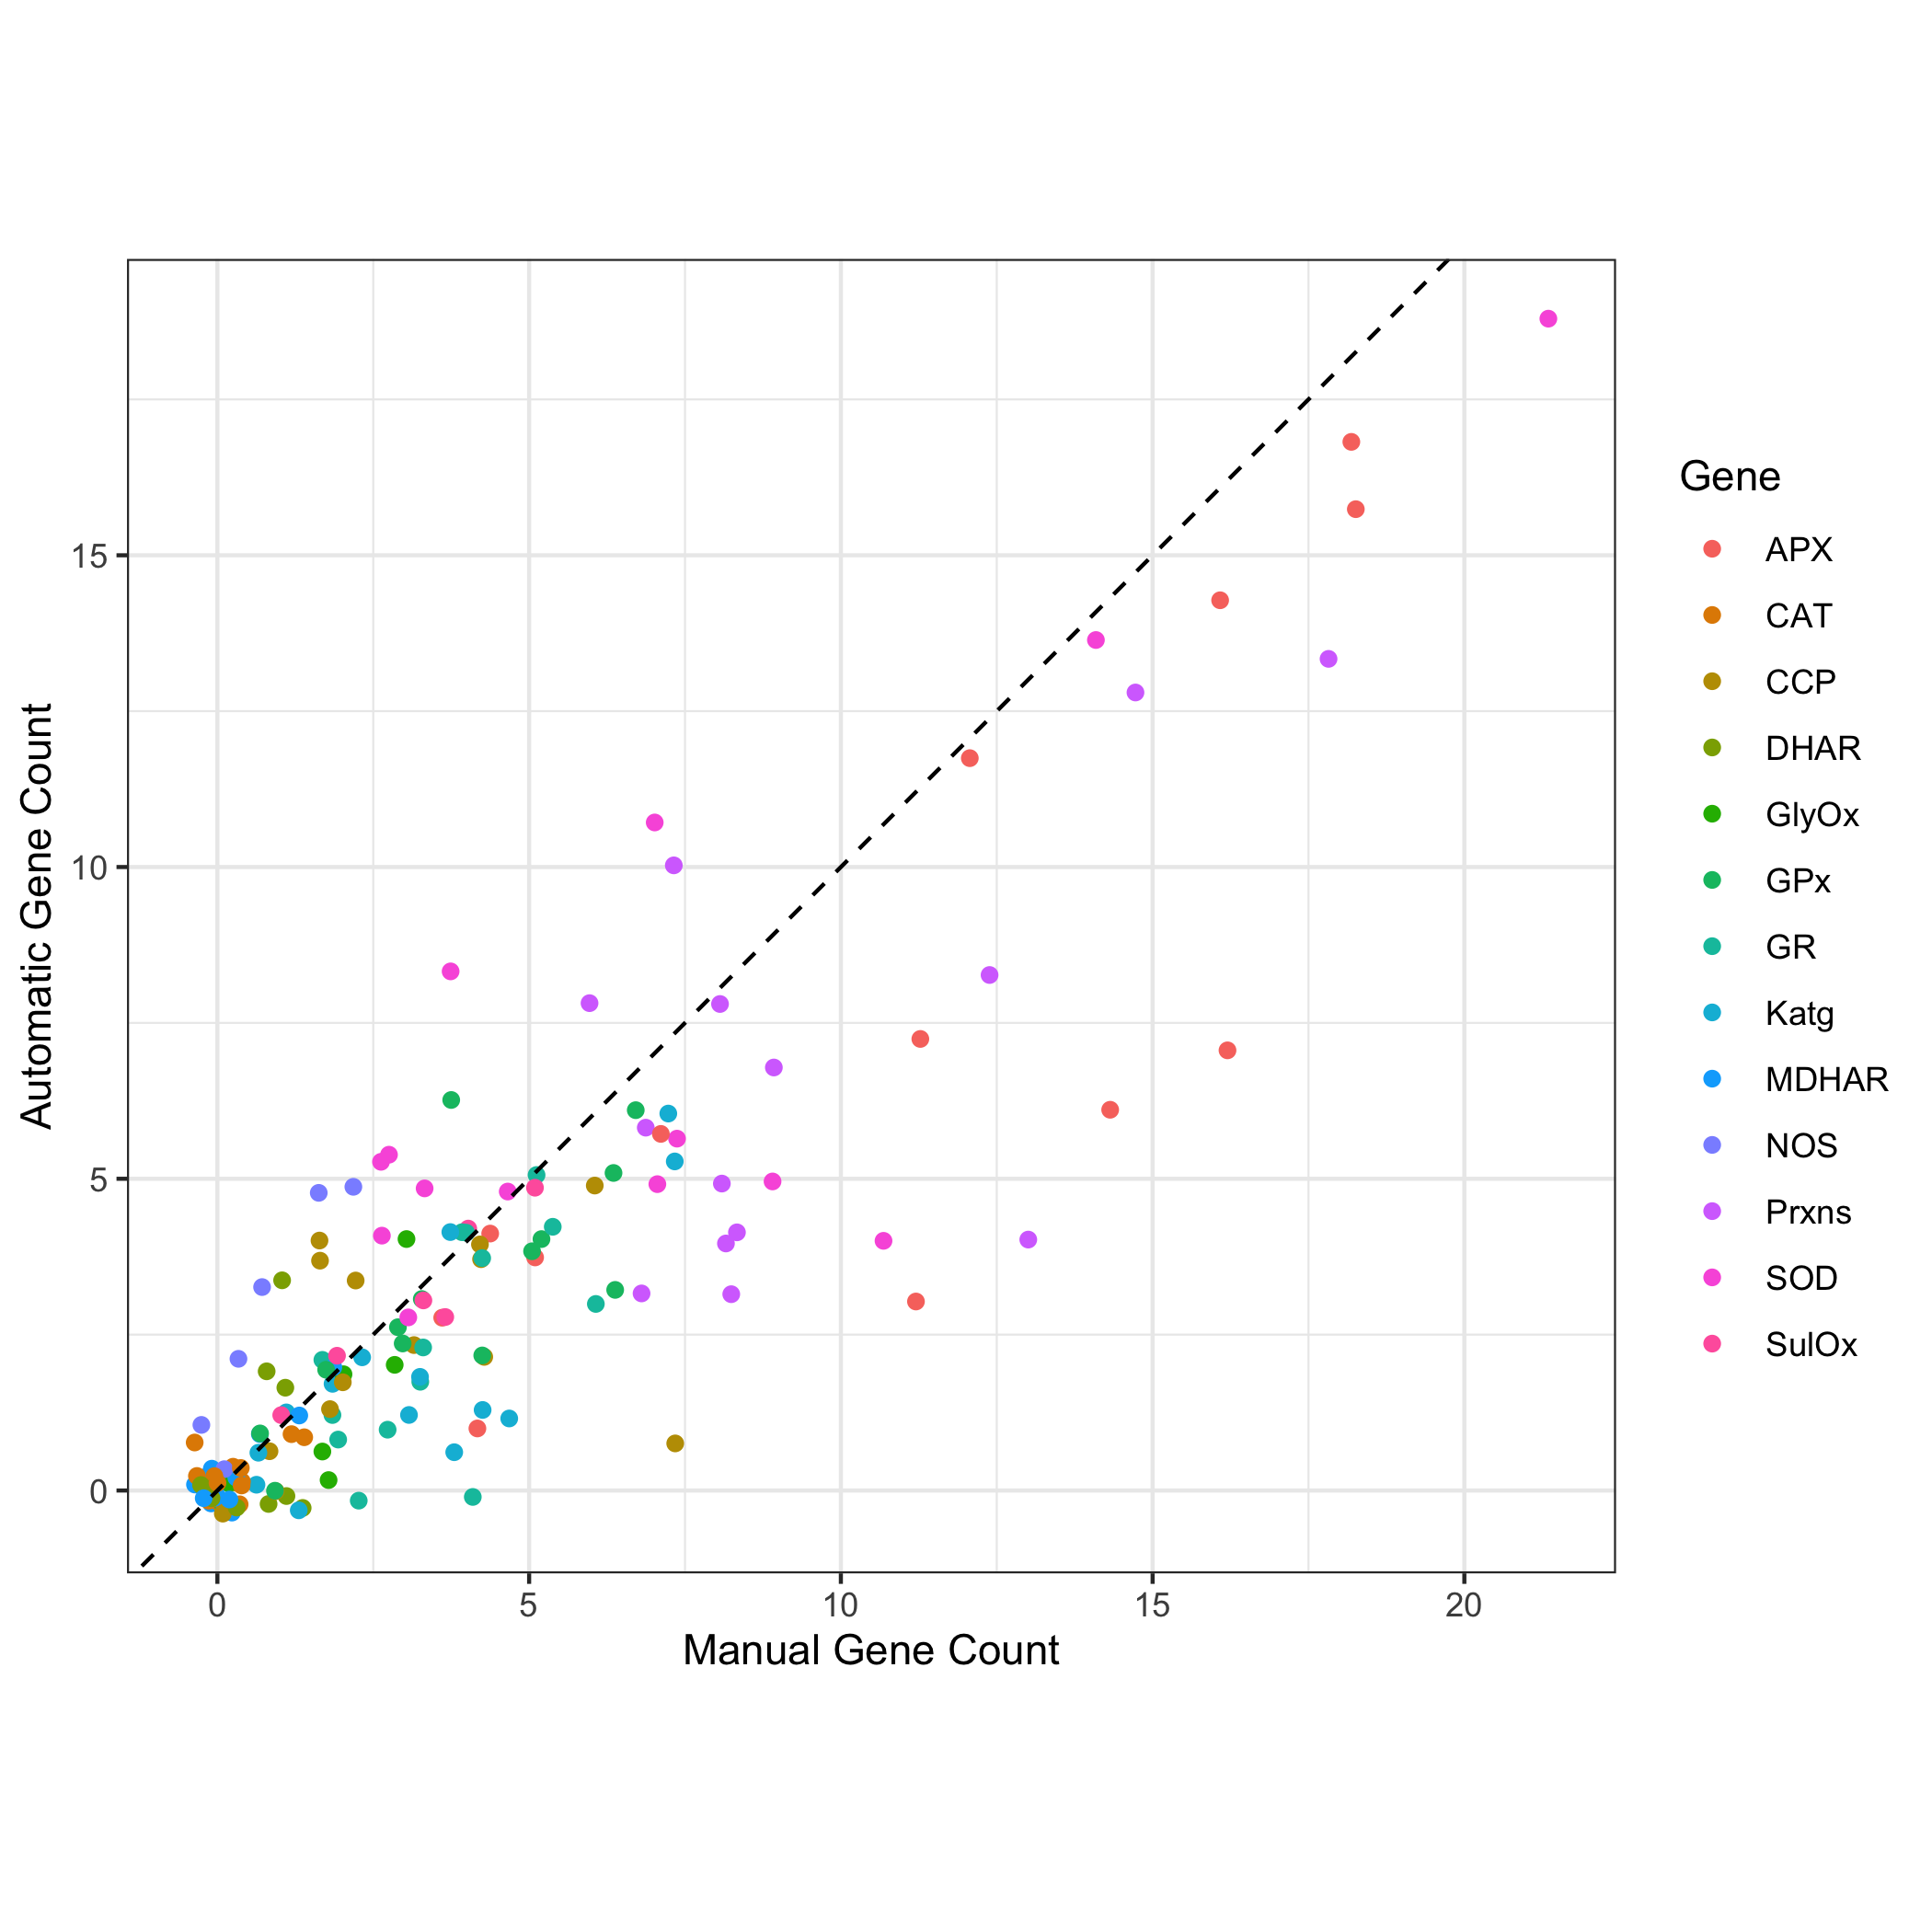 Automatic Gene Count
15
10
5
0
0 5 10 15 20
Manual Gene Count
Gene
APX
CAT
CCP
DHAR
GlyOx
GPx
GR
Katg
MDHAR
NOS
Prxns
SOD
SulOx